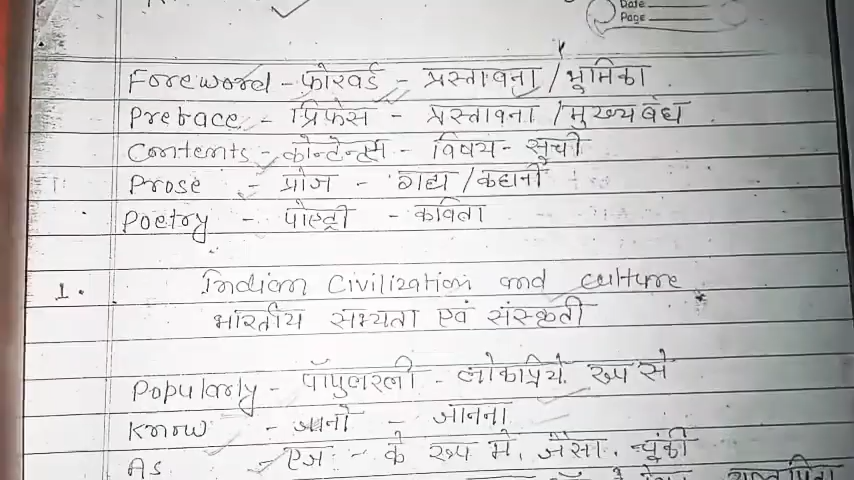 Date
Page
Foreword - फ़ोरवर्ड - प्रस्तावना / भूमिका
Preface - प्रिफेस - प्रस्तावना / मुख्य बंध
Contents - कोन्टेन्ट्स - विषय - सूची
Prose - प्रोज - गद्य / कहानी
Poetry - पोएट्री - कविता
1. Indian Civilization and culture
भारतीय सभ्यता एवं संस्कृती
Popularly - पॉपुलरली - लोकप्रिये रूप से
Know - जानो - जानना
As - एज - के रूप मे, जैसा, चुंकी